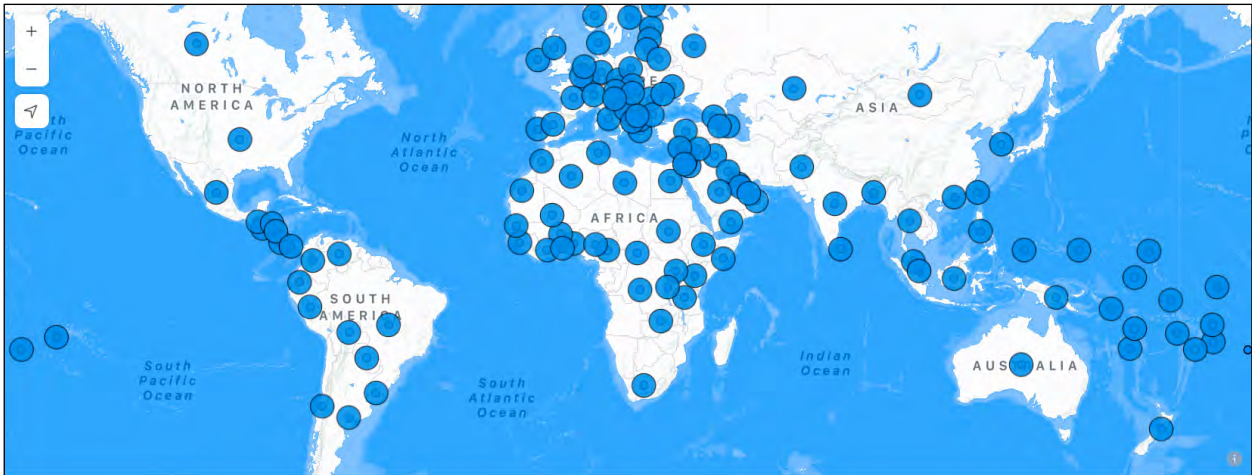 +
−
NORTH
AMERICA
Pacific
Ocean
North
Atlantic
Ocean
ASIA
AFRICA
SOUTH
AMERICA
South
Pacific
Ocean
South
Atlantic
Ocean
Indian
Ocean